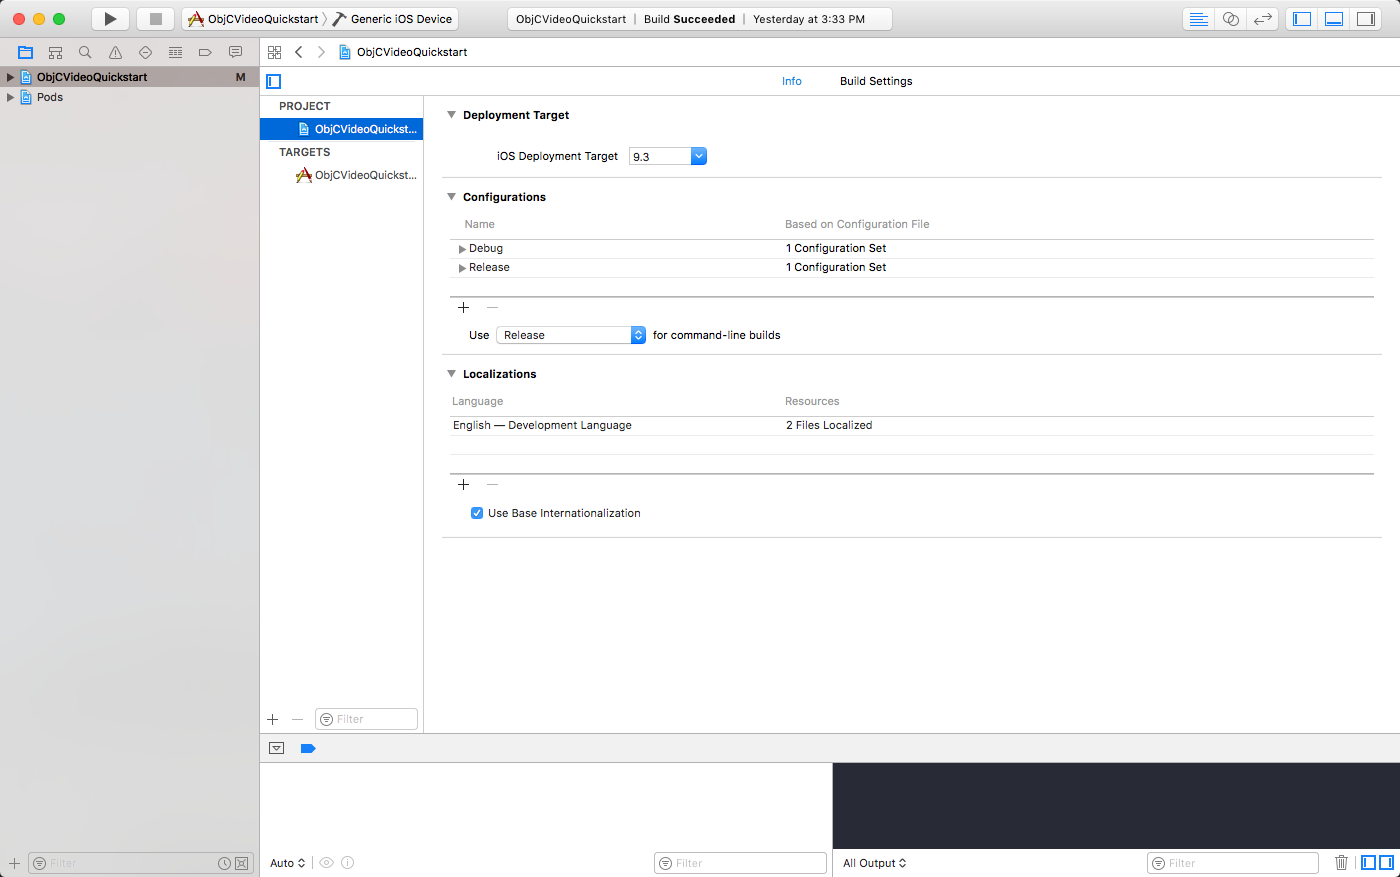 ObjCVideoQuickstart Generic iOS Device
ObjCVideoQuickstart | Build Succeeded | Yesterday at 3:33 PM
ObjCVideoQuickstart
ObjCVideoQuickstart M
Pods
Info Build Settings
PROJECT
ObjCVideoQuickst...
TARGETS
ObjCVideoQuickst...
Deployment Target
iOS Deployment Target 9.3
Configurations
Name Based on Configuration File
Debug 1 Configuration Set
Release 1 Configuration Set
Use Release for command-line builds
Localizations
Language Resources
English — Development Language 2 Files Localized
Use Base Internationalization
Filter
Filter
Auto
Filter
All Output
Filter